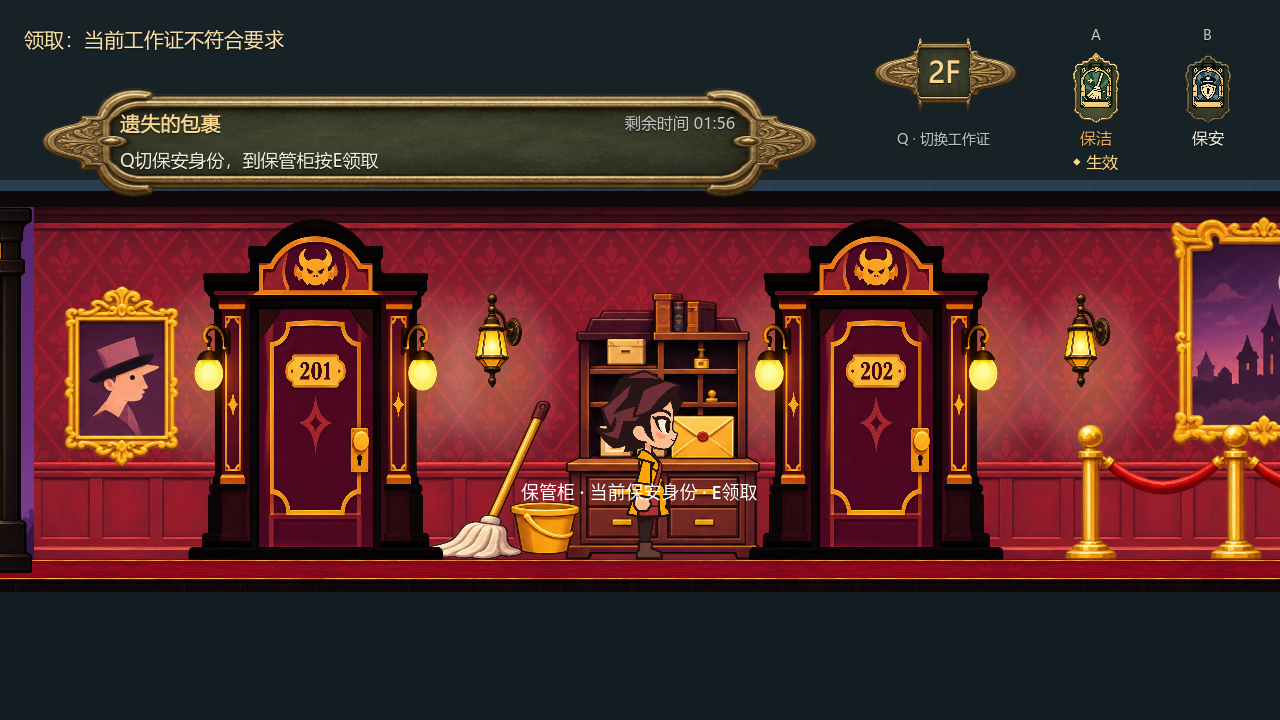 领取：当前工作证不符合要求
遗失的包裹
剩余时间 01:56
Q切保安身份，到保管柜按E领取
2F
Q · 切换工作证
A
保洁
生效
B
保安
201
202
保管柜 · 当前保安身份 · E领取